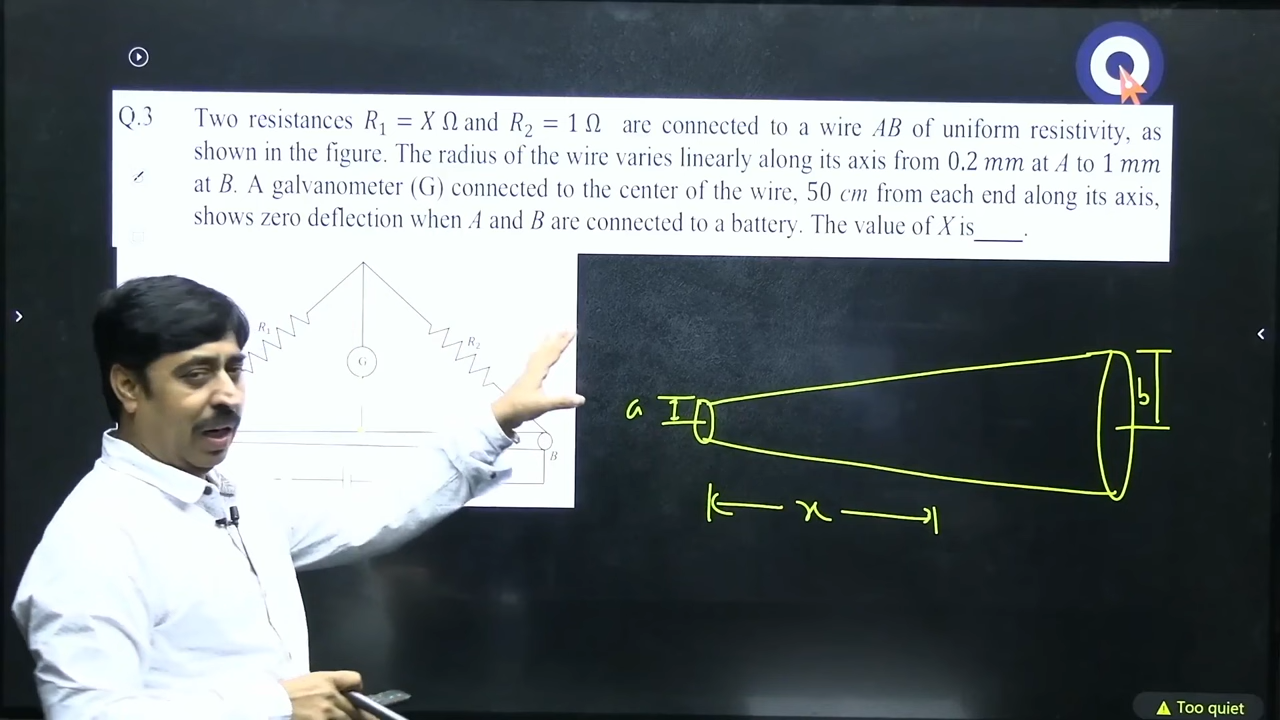 Q.3 Two resistances R₁ = X Ω and R₂ = 1 Ω are connected to a wire AB of uniform resistivity, as
shown in the figure. The radius of the wire varies linearly along its axis from 0.2 mm at A to 1 mm
at B. A galvanometer (G) connected to the center of the wire, 50 cm from each end along its axis,
shows zero deflection when A and B are connected to a battery. The value of X is____.
R₁
G
R₂
B
a
b
x
Too quiet